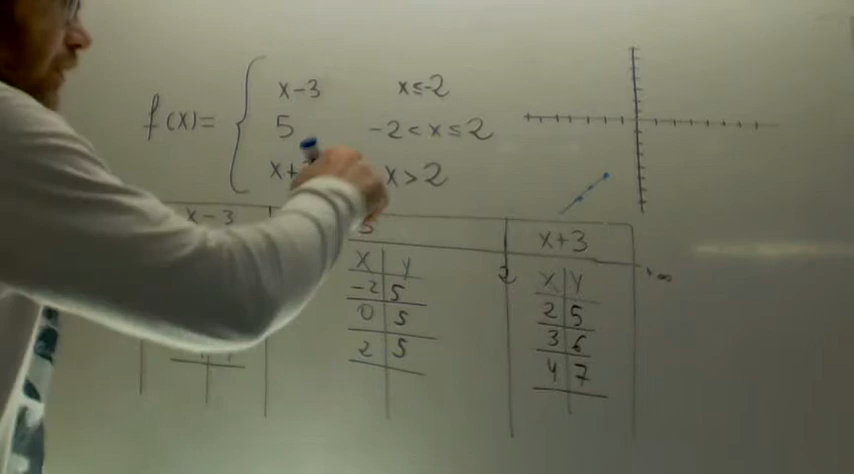 f(x)= { x-3 x≤-2
5 -2<x≤2
x+ x>2
x-3 5 x+3
2 +∞
x y
-2 5
0 5
2 5
x y
2 5
3 6
4 7